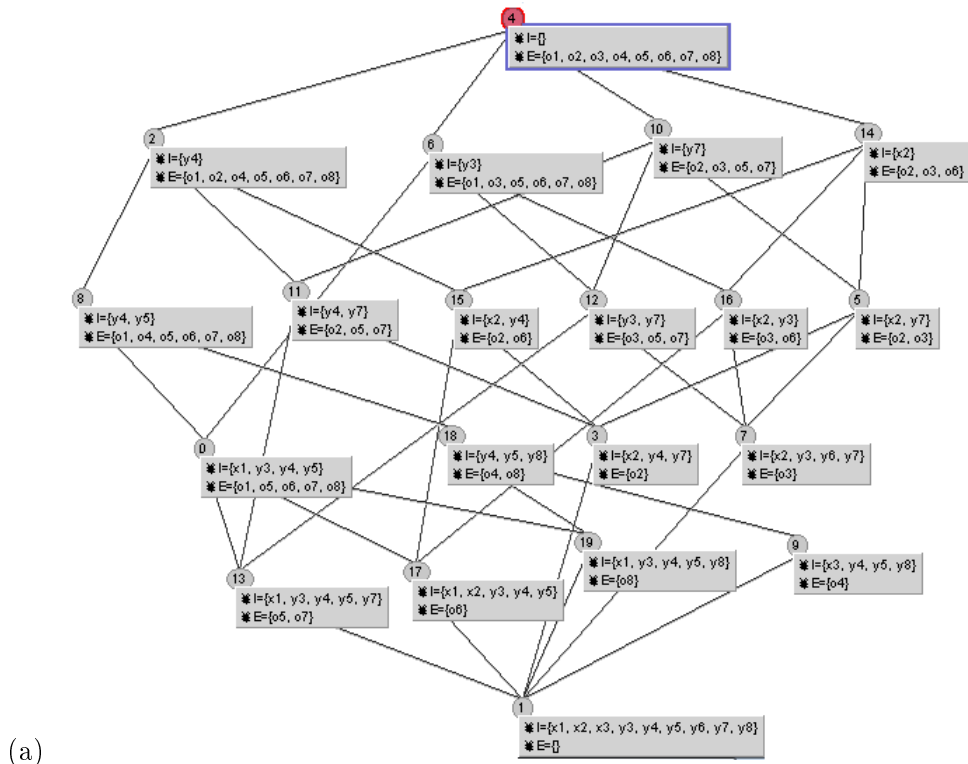 4
I={}
E={o1, o2, o3, o4, o5, o6, o7, o8}
2
I={y4}
E={o1, o2, o4, o5, o6, o7, o8}
6
I={y3}
E={o1, o3, o5, o6, o7, o8}
10
I={y7}
E={o2, o3, o5, o7}
14
I={x2}
E={o2, o3, o6}
8
I={y4, y5}
E={o1, o4, o5, o6, o7, o8}
11
I={y4, y7}
E={o2, o5, o7}
15
I={x2, y4}
E={o2, o6}
12
I={y3, y7}
E={o3, o5, o7}
16
I={x2, y3}
E={o3, o6}
5
I={x2, y7}
E={o2, o3}
0
I={x1, y3, y4, y5}
E={o1, o5, o6, o7, o8}
18
I={y4, y5, y8}
E={o4, o8}
3
I={x2, y4, y7}
E={o2}
7
I={x2, y3, y6, y7}
E={o3}
13
I={x1, y3, y4, y5, y7}
E={o5, o7}
17
I={x1, x2, y3, y4, y5}
E={o6}
19
I={x1, y3, y4, y5, y8}
E={o8}
9
I={x3, y4, y5, y8}
E={o4}
1
I={x1, x2, x3, y3, y4, y5, y6, y7, y8}
E={}
(a)